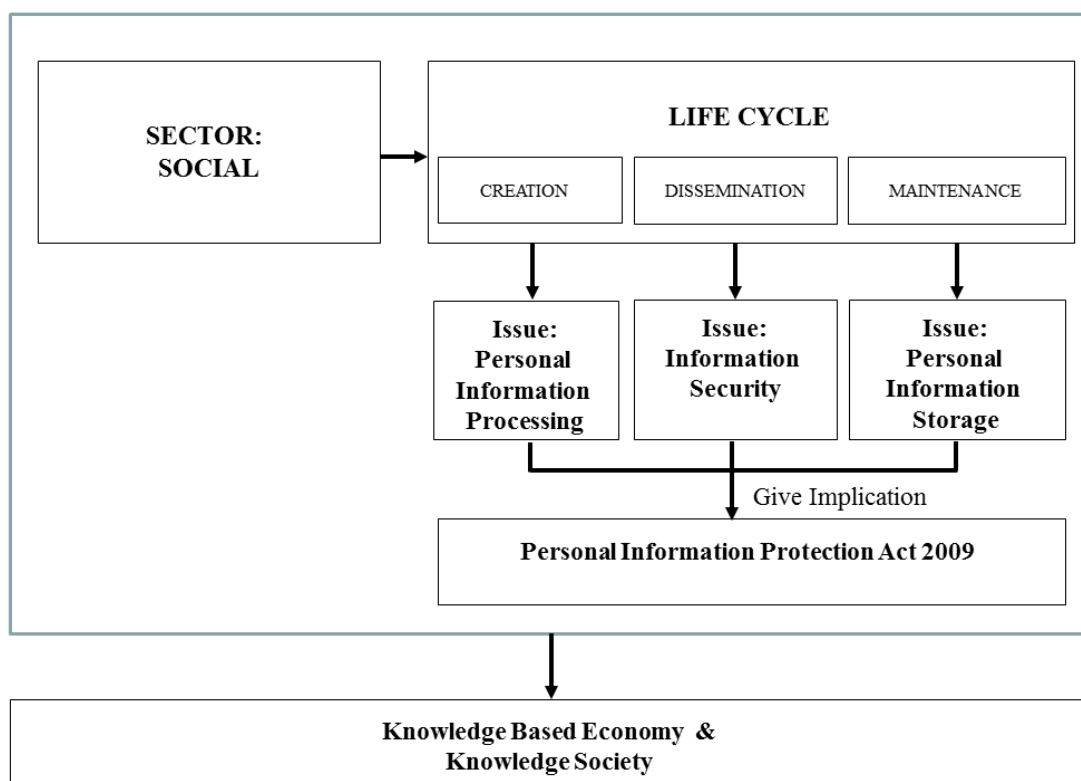 SECTOR:
SOCIAL
LIFE CYCLE
CREATION
DISSEMINATION
MAINTENANCE
Issue:
Personal
Information
Processing
Issue:
Information
Security
Issue:
Personal
Information
Storage
Give Implication
Personal Information Protection Act 2009
Knowledge Based Economy &
Knowledge Society